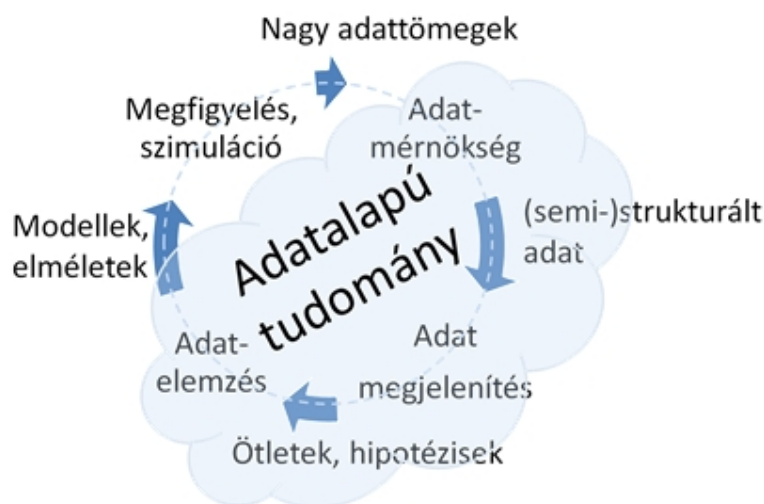 Nagy adattömegek
Megfigyelés,
szimuláció
Adat-
mérnökség
Modellek,
elméletek
Adatalapú
tudomány
(semi-)strukturált
adat
Adat-
elemzés
Adat
megjelenítés
Ötletek, hipotézisek